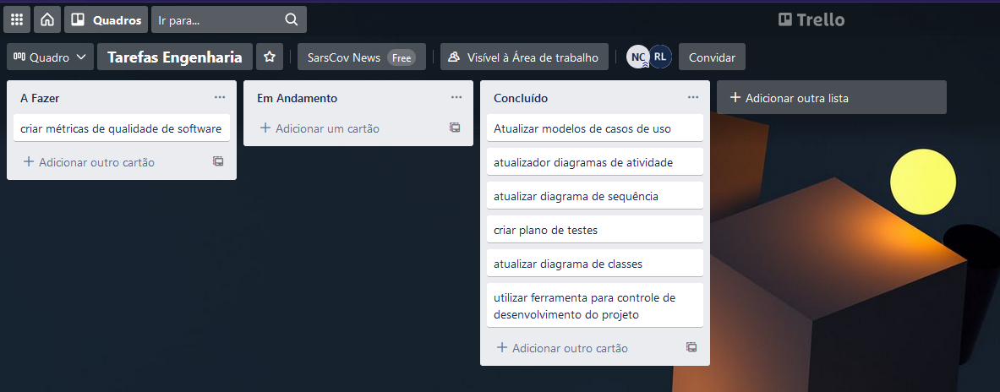 Quadros
Ir para...
Trello
Quadro
Tarefas Engenharia
SarsCov News Free
Visível à Área de trabalho
NC
RL
Convidar
A Fazer
criar métricas de qualidade de software
Adicionar outro cartão
Em Andamento
Adicionar um cartão
Concluído
Atualizar modelos de casos de uso
atualizador diagramas de atividade
atualizar diagrama de sequência
criar plano de testes
atualizar diagrama de classes
utilizar ferramenta para controle de
desenvolvimento do projeto
Adicionar outro cartão
Adicionar outra lista